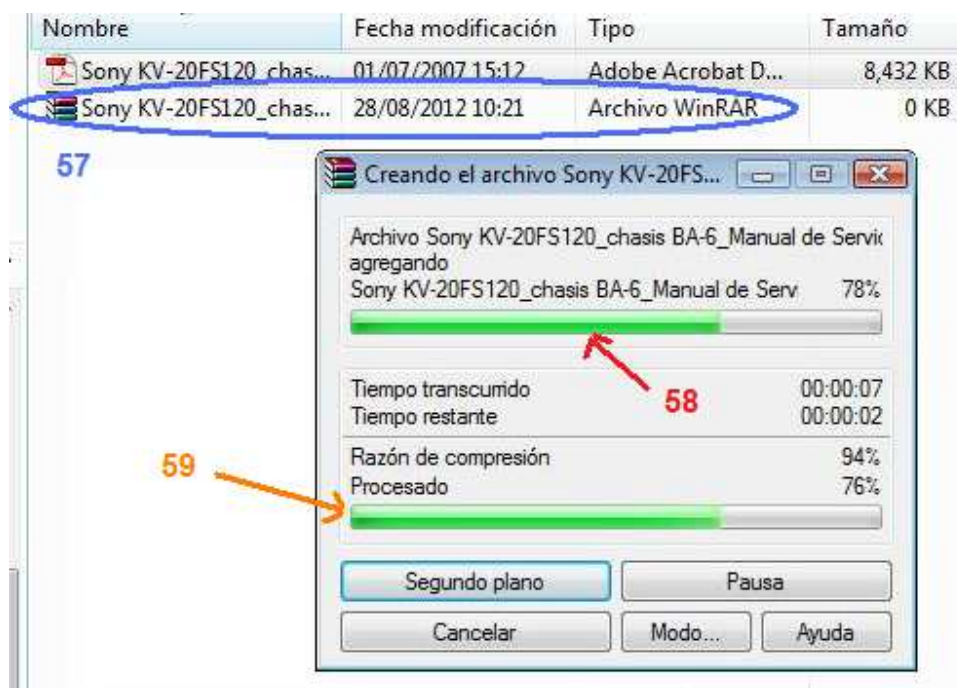 Nombre Fecha modificación Tipo Tamaño
Sony KV-20FS120_chas... 01/07/2007 15:12 Adobe Acrobat D... 8,432 KB
Sony KV-20FS120_chas... 28/08/2012 10:21 Archivo WinRAR 0 KB
57
Creando el archivo Sony KV-20FS...
Archivo Sony KV-20FS120_chasis BA-6_Manual de Servic
agregando
Sony KV-20FS120_chasis BA-6_Manual de Serv 78%
58
Tiempo transcurrido 00:00:07
Tiempo restante 00:00:02
59
Razón de compresión 94%
Procesado 76%
Segundo plano Pausa
Cancelar Modo... Ayuda